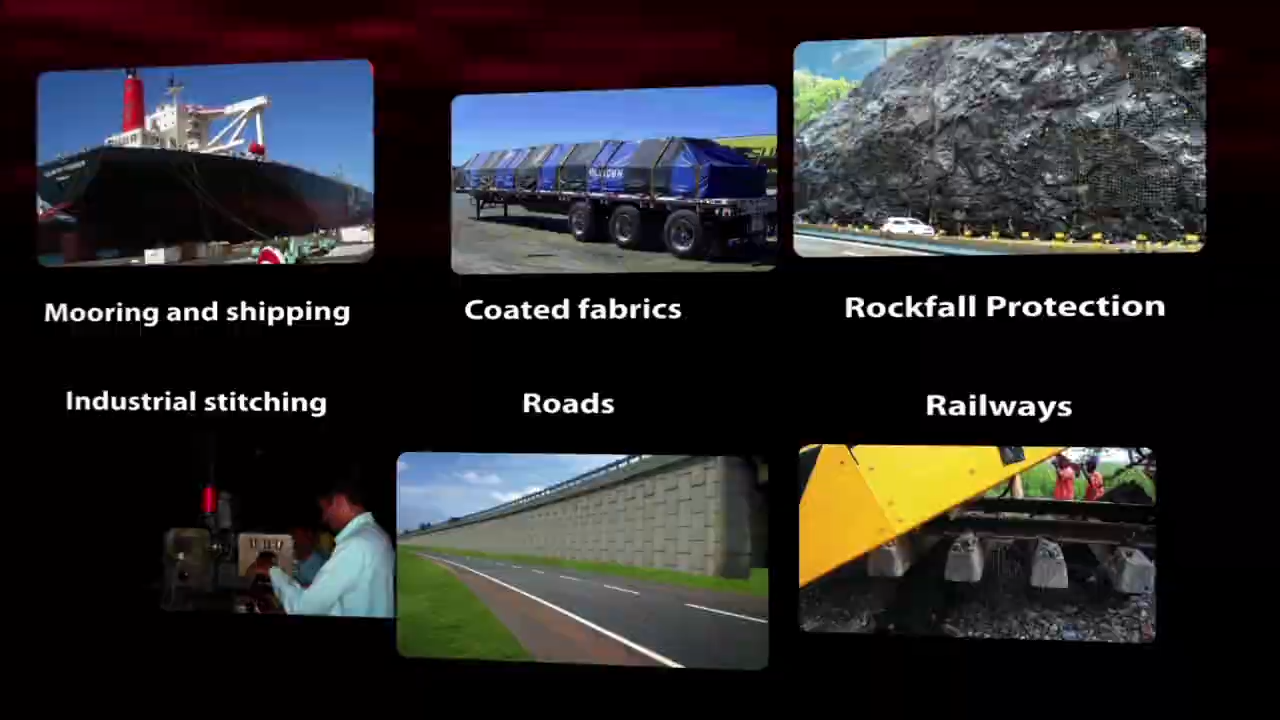 Mooring and shipping
Coated fabrics
Rockfall Protection
Industrial stitching
Roads
Railways